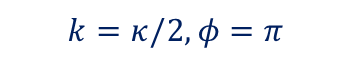 k = κ/2, ϕ = π